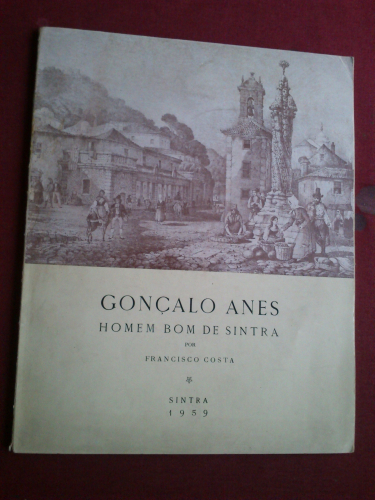 GONÇALO ANES
HOMEM BOM DE SINTRA
POR
FRANCISCO COSTA
SINTRA
1959